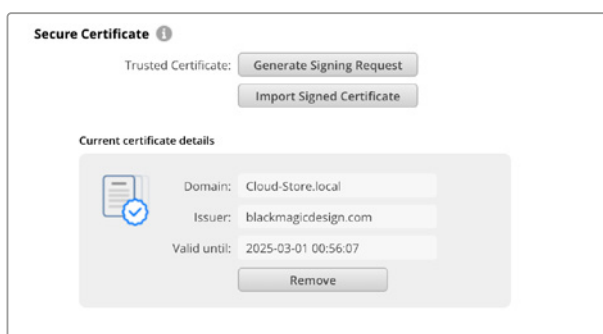 Secure Certificate
Trusted Certificate: Generate Signing Request
Import Signed Certificate
Current certificate details
Domain: Cloud-Store.local
Issuer: blackmagicdesign.com
Valid until: 2025-03-01 00:56:07
Remove